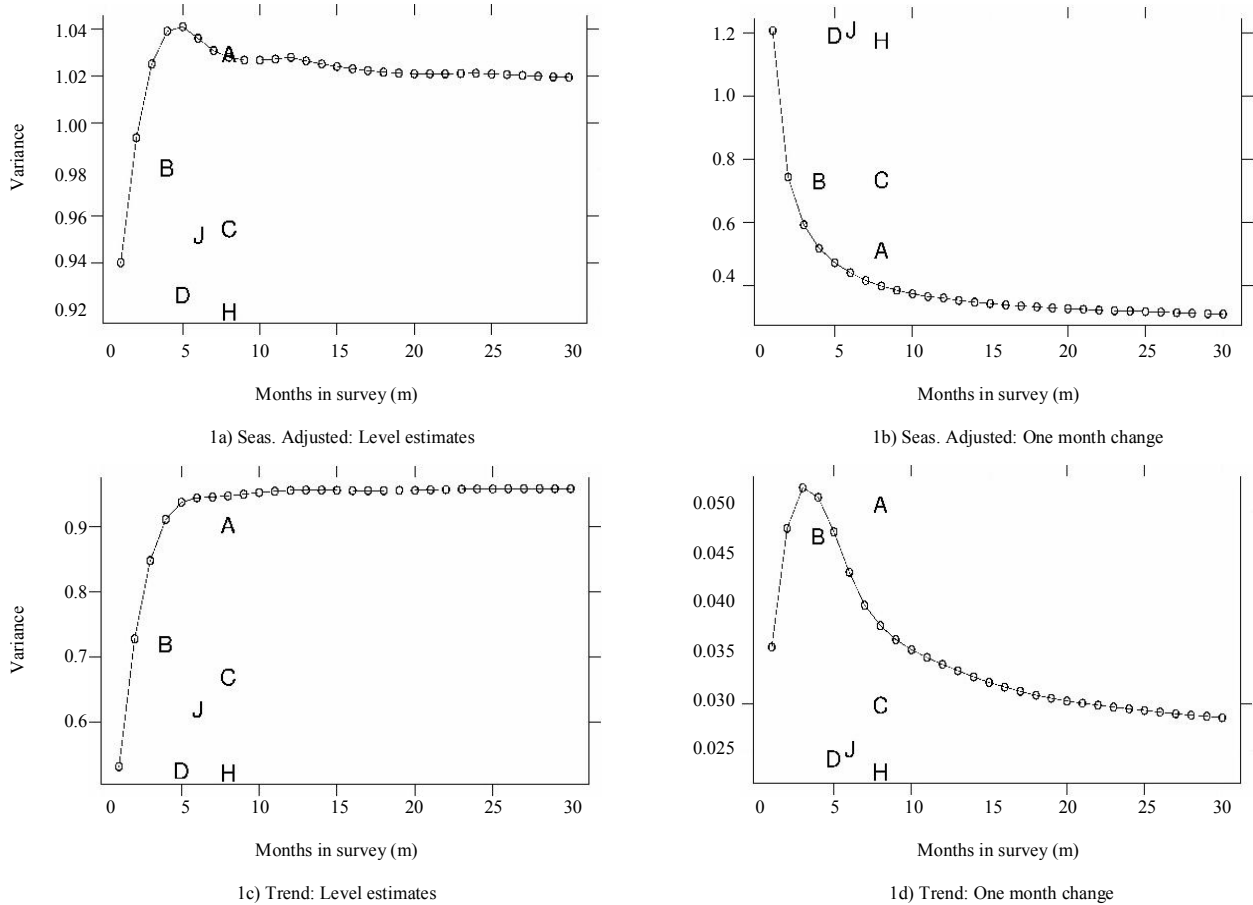 1.04
1.02
1.00
0.98
0.96
0.94
0.92
Variance
A
B
C
J
D
H
0 5 10 15 20 25 30
Months in survey (m)
1a) Seas. Adjusted: Level estimates
1.2
1.0
0.8
0.6
0.4
D J H
B C
A
0 5 10 15 20 25 30
Months in survey (m)
1b) Seas. Adjusted: One month change
0.9
0.8
0.7
0.6
Variance
A
B
C
J
D H
0 5 10 15 20 25 30
Months in survey (m)
1c) Trend: Level estimates
0.050
0.045
0.040
0.035
0.030
0.025
A
B
C
J
D
H
0 5 10 15 20 25 30
Months in survey (m)
1d) Trend: One month change